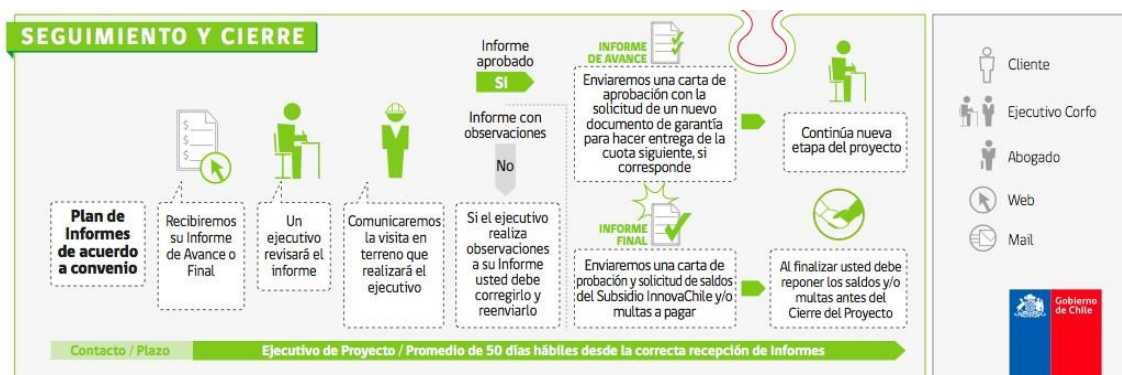 SEGUIMIENTO Y CIERRE
Plan de
Informes
de acuerdo
a convenio
Recibiremos
su Informe
de Avance o
Final
Un
ejecutivo
revisará el
informe
Comunicaremos
la visita en
terreno que
realizará el
ejecutivo
Informe
aprobado
Si
Informe con
observaciones
No
Si el ejecutivo
realiza
observaciones
a su Informe
usted debe
corregirlo y
reenviarlo
INFORME
DE AVANCE
Enviaremos una carta de
aprobación con la
solicitud de un nuevo
documento de garantía
para hacer entrega de la
cuota siguiente, si
corresponde
Continúa nueva
etapa del proyecto
INFORME
FINAL
Enviaremos una carta de
probación y solicitud de saldos
del Subsidio InnovaChile y/o
multas a pagar
Al finalizar usted debe
reponer los saldos y/o
multas antes del
Cierre del Proyecto
Contacto / Plazo
Ejecutivo de Proyecto / Promedio de 50 días hábiles desde la correcta recepción de Informes
Cliente
Ejecutivo Corfo
Abogado
Web
Mail
Gobierno
de Chile